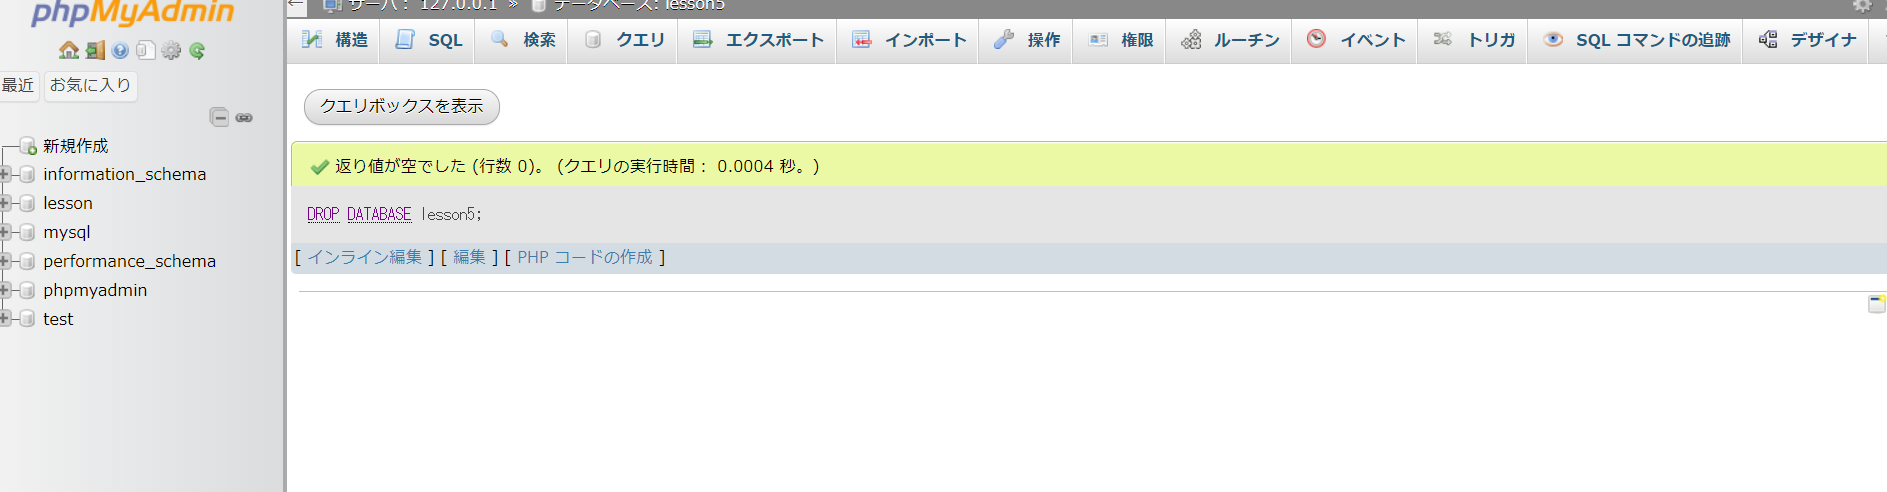 phpMyAdmin
サーバ: 127.0.0.1 » データベース: lesson5
構造 SQL 検索 クエリ エクスポート インポート 操作 権限 ルーチン イベント トリガ SQL コマンドの追跡 デザイナ
最近 お気に入り
クエリボックスを表示
新規作成
information_schema
lesson
mysql
performance_schema
phpmyadmin
test
返り値が空でした (行数 0)。 (クエリの実行時間： 0.0004 秒。)
DROP DATABASE lesson5;
[ インライン編集 ] [ 編集 ] [ PHP コードの作成 ]